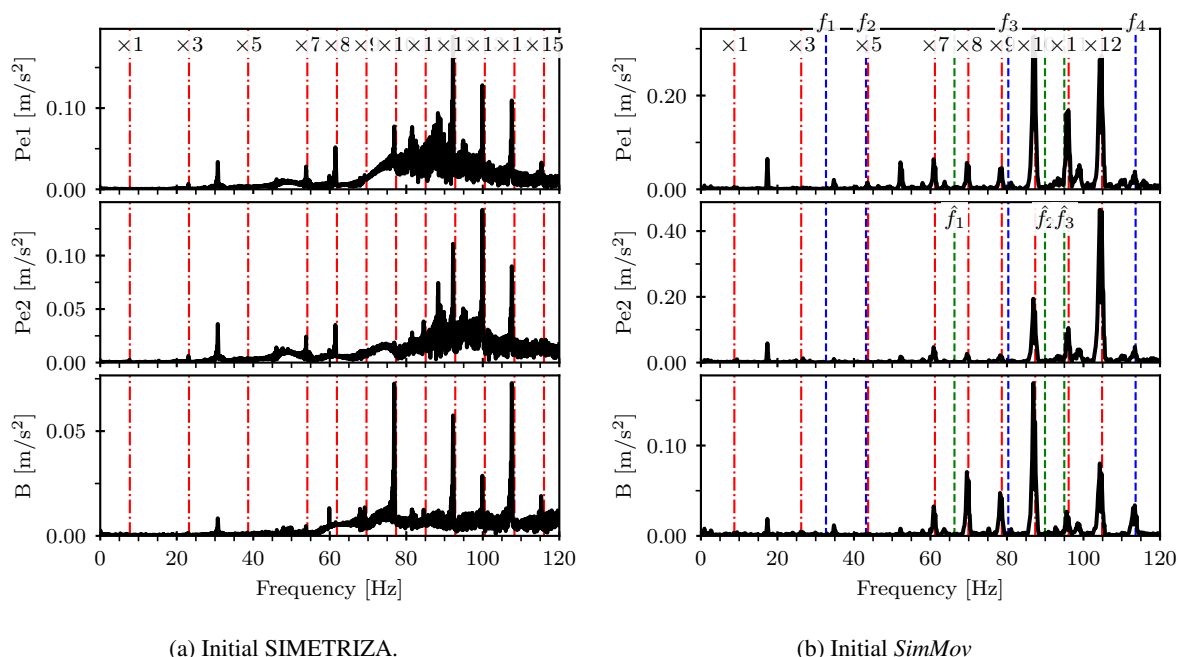 f₁ f₂ f₃ f₄
×1 ×3 ×5 ×7 ×8 ×9 ×1 ×1 ×1 ×1 ×1 ×15
×1 ×3 ×5 ×7 ×8 ×9 ×10 ×1 ×12
Pe1 [m/s²]
0.10
0.00
Pe1 [m/s²]
0.20
0.00
Pe2 [m/s²]
0.10
0.05
0.00
Pe2 [m/s²]
0.40
0.20
0.00
f̂₁ f̂₂ f̂₃
B [m/s²]
0.05
0.00
B [m/s²]
0.10
0.00
0 20 40 60 80 100 120
Frequency [Hz]
0 20 40 60 80 100 120
Frequency [Hz]
(a) Initial SIMETRIZA.
(b) Initial SimMov